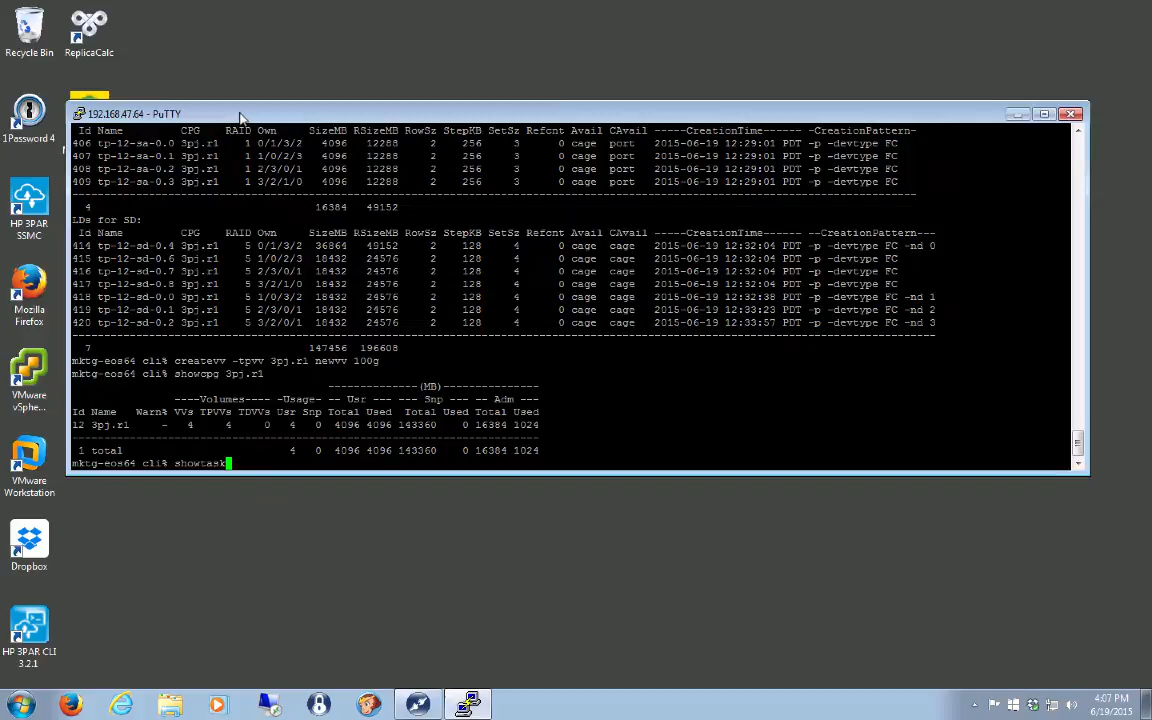 Recycle Bin
ReplicaCalc
1Password 4
HP 3PAR
SSMC
Mozilla
Firefox
VMware
vSphe...
VMware
Workstation
Dropbox
HP 3PAR CLI
3.2.1
192.168.47.64 - PuTTY
Id Name CPG RAID Own SizeMB RSizeMB RowSz StepKB SetSz Refcnt Avail CAvail -----CreationTime------ -CreationPattern-
406 tp-12-sa-0.0 3pj.r1 1 0/1/3/2 4096 12288 2 256 3 0 cage port 2015-06-19 12:29:01 PDT -p -devtype FC
407 tp-12-sa-0.1 3pj.r1 1 1/0/2/3 4096 12288 2 256 3 0 cage port 2015-06-19 12:29:01 PDT -p -devtype FC
408 tp-12-sa-0.2 3pj.r1 1 2/3/0/1 4096 12288 2 256 3 0 cage port 2015-06-19 12:29:01 PDT -p -devtype FC
409 tp-12-sa-0.3 3pj.r1 1 3/2/1/0 4096 12288 2 256 3 0 cage port 2015-06-19 12:29:01 PDT -p -devtype FC
4 16384 49152
LDs for SD:
Id Name CPG RAID Own SizeMB RSizeMB RowSz StepKB SetSz Refcnt Avail CAvail -----CreationTime------ --CreationPattern---
414 tp-12-sd-0.4 3pj.r1 5 0/1/3/2 36864 49152 2 128 4 0 cage cage 2015-06-19 12:32:04 PDT -p -devtype FC -nd 0
415 tp-12-sd-0.6 3pj.r1 5 1/0/2/3 18432 24576 2 128 4 0 cage cage 2015-06-19 12:32:04 PDT -p -devtype FC
416 tp-12-sd-0.7 3pj.r1 5 2/3/0/1 18432 24576 2 128 4 0 cage cage 2015-06-19 12:32:04 PDT -p -devtype FC
417 tp-12-sd-0.8 3pj.r1 5 3/2/1/0 18432 24576 2 128 4 0 cage cage 2015-06-19 12:32:04 PDT -p -devtype FC
418 tp-12-sd-0.0 3pj.r1 5 1/0/3/2 18432 24576 2 128 4 0 cage cage 2015-06-19 12:32:38 PDT -p -devtype FC -nd 1
419 tp-12-sd-0.1 3pj.r1 5 2/3/0/1 18432 24576 2 128 4 0 cage cage 2015-06-19 12:33:23 PDT -p -devtype FC -nd 2
420 tp-12-sd-0.2 3pj.r1 5 3/2/0/1 18432 24576 2 128 4 0 cage cage 2015-06-19 12:33:57 PDT -p -devtype FC -nd 3
7 147456 196608
mktg-eos64 cli% createvv -tpvv 3pj.r1 newvv 100g
mktg-eos64 cli% showcpg 3pj.r1
--------------(MB)---------------
----Volumes---- -Usage- -- Usr -- --- Snp --- -- Adm ---
Id Name Warn% VVs TPVVs TDVVs Usr Snp Total Used Total Used Total Used
12 3pj.r1 - 4 4 0 4 0 4096 4096 143360 0 16384 1024
1 total 4 0 4096 4096 143360 0 16384 1024
mktg-eos64 cli% showtask
4:07 PM
6/19/2015